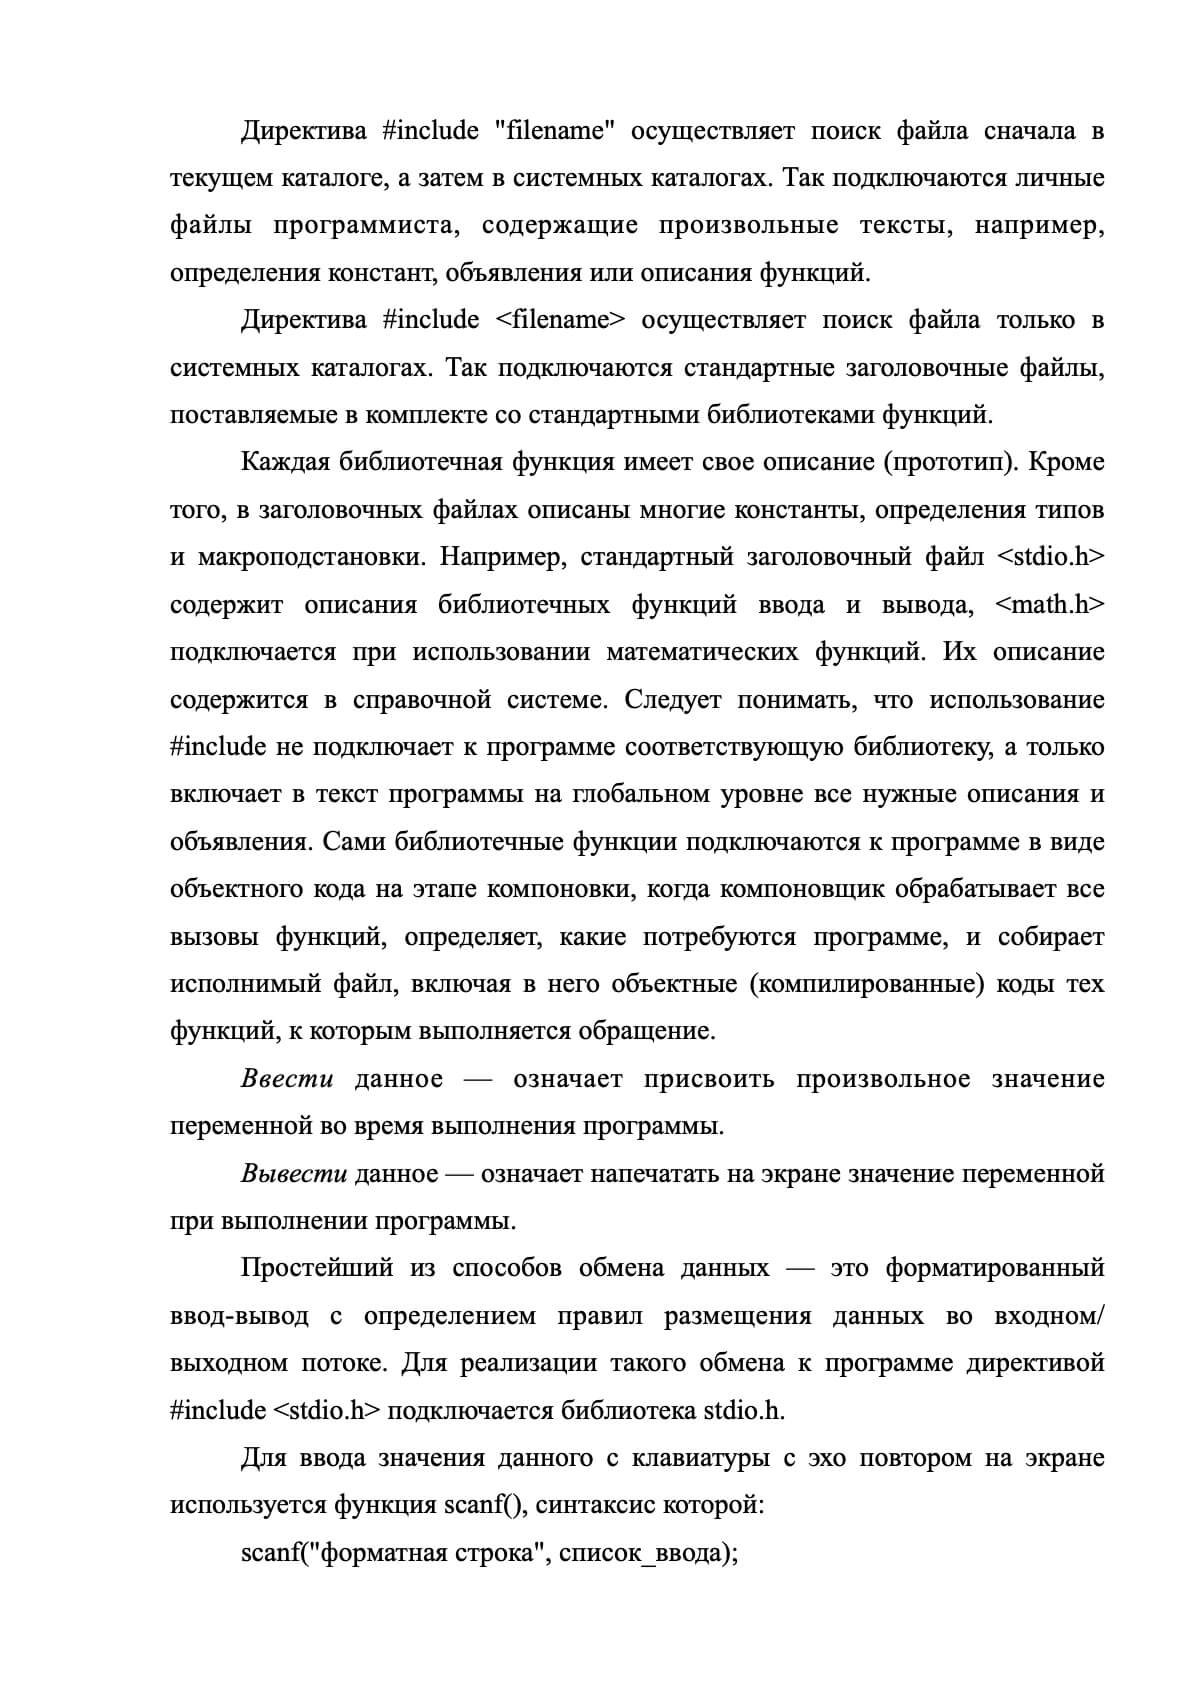 Директива #include "filename" осуществляет поиск файла сначала в
текущем каталоге, а затем в системных каталогах. Так подключаются личные
файлы программиста, содержащие произвольные тексты, например,
определения констант, объявления или описания функций.
Директива #include <filename> осуществляет поиск файла только в
системных каталогах. Так подключаются стандартные заголовочные файлы,
поставляемые в комплекте со стандартными библиотеками функций.
Каждая библиотечная функция имеет свое описание (прототип). Кроме
того, в заголовочных файлах описаны многие константы, определения типов
и макроподстановки. Например, стандартный заголовочный файл <stdio.h>
содержит описания библиотечных функций ввода и вывода, <math.h>
подключается при использовании математических функций. Их описание
содержится в справочной системе. Следует понимать, что использование
#include не подключает к программе соответствующую библиотеку, а только
включает в текст программы на глобальном уровне все нужные описания и
объявления. Сами библиотечные функции подключаются к программе в виде
объектного кода на этапе компоновки, когда компоновщик обрабатывает все
вызовы функций, определяет, какие потребуются программе, и собирает
исполнимый файл, включая в него объектные (компилированные) коды тех
функций, к которым выполняется обращение.
Ввести данное — означает присвоить произвольное значение
переменной во время выполнения программы.
Вывести данное — означает напечатать на экране значение переменной
при выполнении программы.
Простейший из способов обмена данных — это форматированный
ввод-вывод с определением правил размещения данных во входном/
выходном потоке. Для реализации такого обмена к программе директивой
#include <stdio.h> подключается библиотека stdio.h.
Для ввода значения данного с клавиатуры с эхо повтором на экране
используется функция scanf(), синтаксис которой:
scanf("форматная строка", список_ввода);